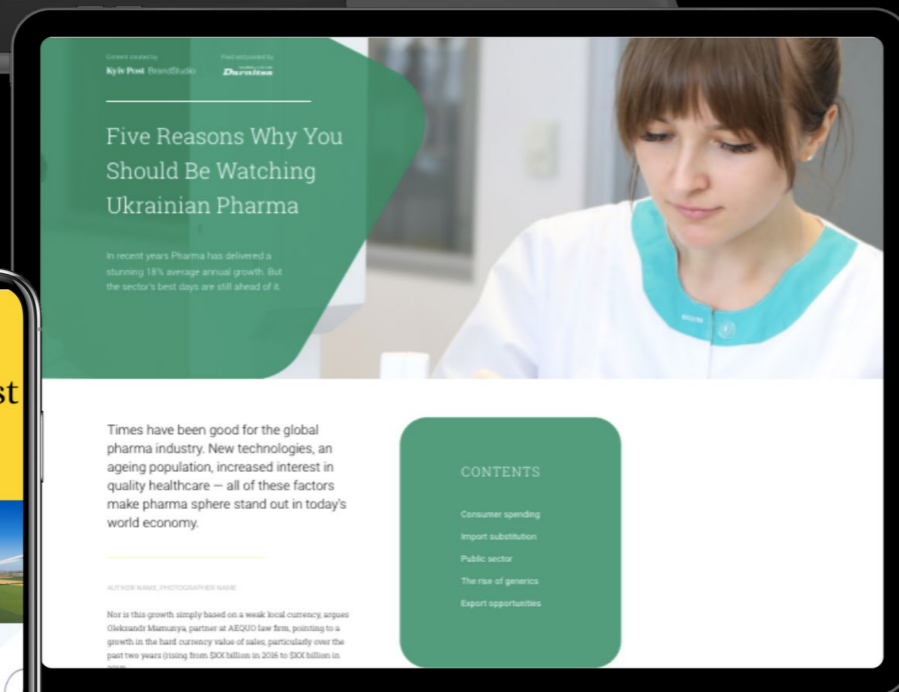 Content created by
Kyiv Post BrandStudio
Darnitsa
Five Reasons Why You
Should Be Watching
Ukrainian Pharma
In recent years Pharma has delivered a
stunning 18% average annual growth. But
the sector's best days are still ahead of it.
st
Times have been good for the global
pharma industry. New technologies, an
ageing population, increased interest in
quality healthcare — all of these factors
make pharma sphere stand out in today's
world economy.
AUTHOR NAME, PHOTOGRAPHER NAME
Nor is this growth simply based on a weak local currency, argues
Oleksandr Mamunya, partner at AEQUO law firm, pointing to a
growth in the hard currency value of sales, particularly over the
past two years (rising from $XX billion in 2016 to $XX billion in
CONTENTS
Consumer spending
Import substitution
Public sector
The rise of generics
Export opportunities